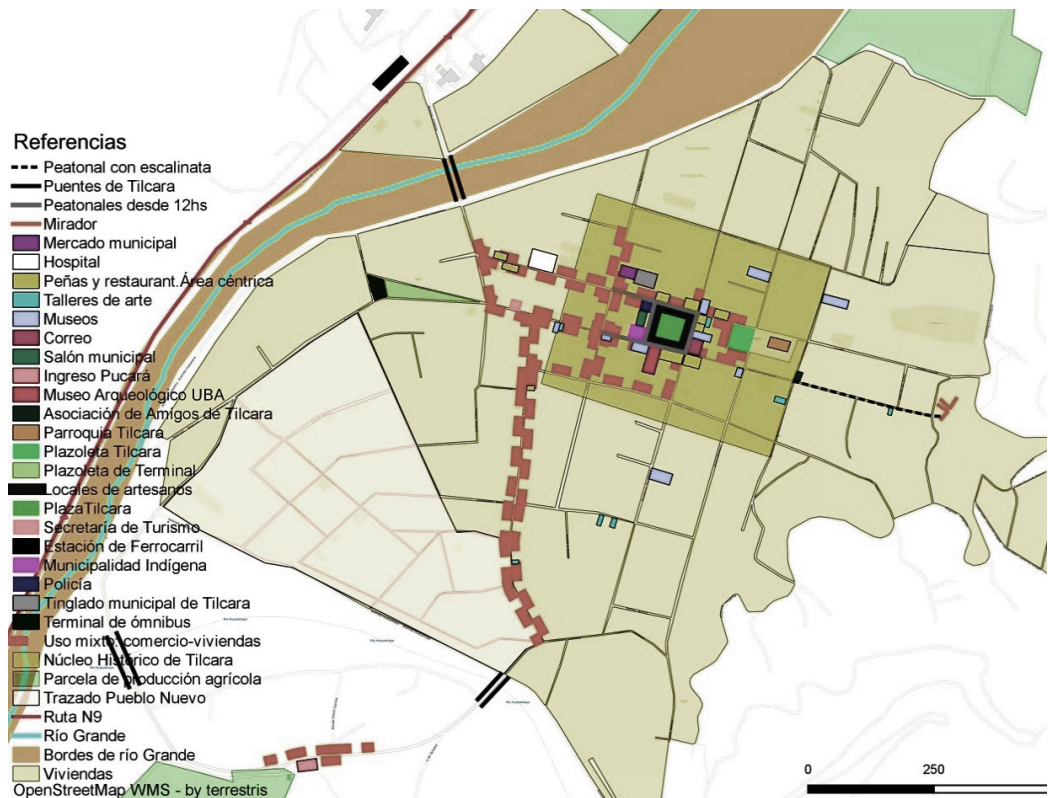 Referencias
Peatonal con escalinata
Puentes de Tilcara
Peatonales desde 12hs
Mirador
Mercado municipal
Hospital
Peñas y restaurant.Área céntrica
Talleres de arte
Museos
Correo
Salón municipal
Ingreso Pucará
Museo Arqueológico UBA
Asociación de Amigos de Tilcara
Parroquia Tilcara
Plazoleta Tilcara
Plazoleta de Terminal
Locales de artesanos
PlazaTilcara
Secretaría de Turismo
Estación de Ferrocarril
Municipalidad Indígena
Policía
Tinglado municipal de Tilcara
Terminal de ómnibus
Uso mixto: comercio-viviendas
Núcleo Histórico de Tilcara
Parcela de producción agrícola
Trazado Pueblo Nuevo
Ruta N9
Río Grande
Bordes de río Grande
Viviendas
OpenStreetMap WMS - by terrestris
0 250